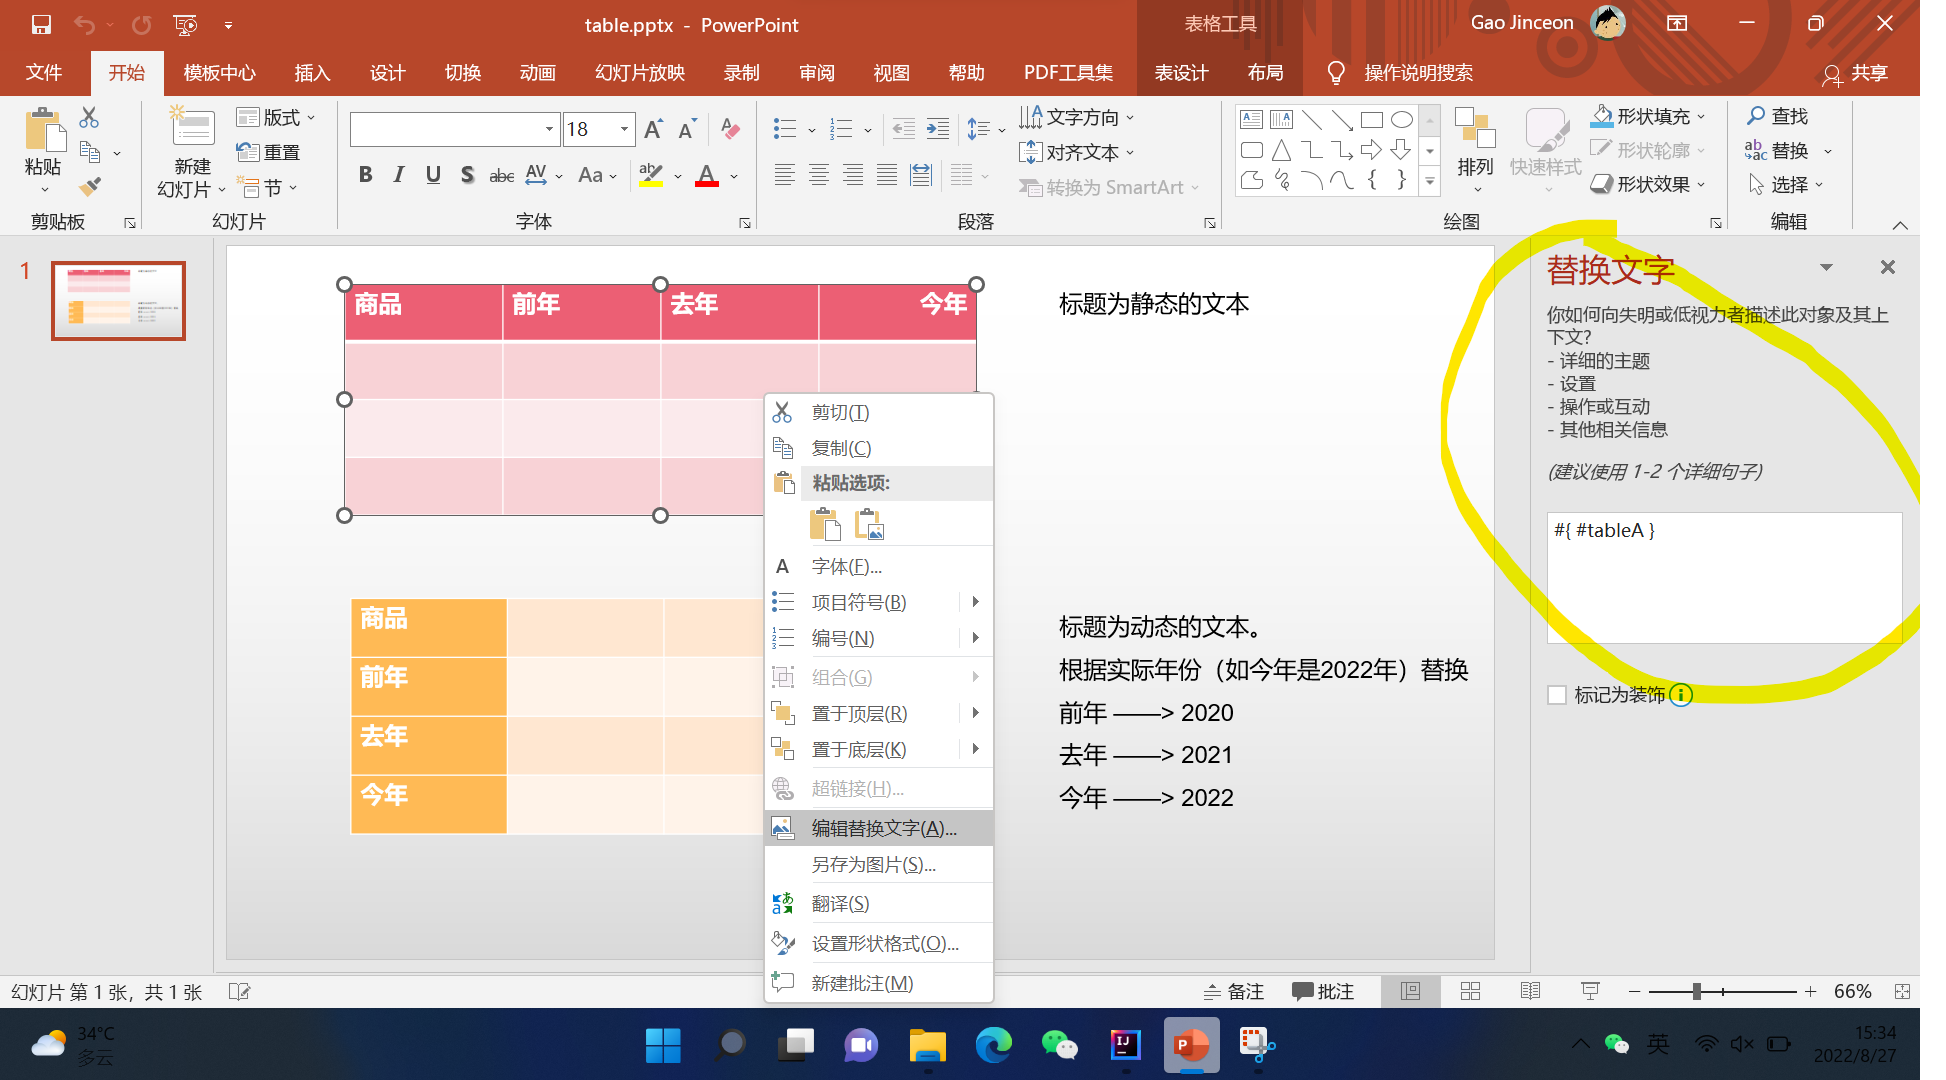 table.pptx - PowerPoint
表格工具
Gao Jinceon
文件 开始 模板中心 插入 设计 切换 动画 幻灯片放映 录制 审阅 视图 帮助 PDF工具集 表设计 布局 操作说明搜索 共享
粘贴
剪贴板
新建
幻灯片
版式
重置
节
幻灯片
18
B I U S abc AV Aa A
字体
文字方向
对齐文本
转换为 SmartArt
段落
排列
快速样式
形状填充
形状轮廓
形状效果
绘图
查找
替换
选择
编辑
1
商品 前年 去年 今年
标题为静态的文本
商品
前年
去年
今年
标题为动态的文本。
根据实际年份（如今年是2022年）替换
前年 ——> 2020
去年 ——> 2021
今年 ——> 2022
剪切(T)
复制(C)
粘贴选项:
字体(F)...
项目符号(B)
编号(N)
组合(G)
置于顶层(R)
置于底层(K)
超链接(H)...
编辑替换文字(A)...
另存为图片(S)...
翻译(S)
设置形状格式(O)...
新建批注(M)
替换文字
你如何向失明或低视力者描述此对象及其上
下文?
- 详细的主题
- 设置
- 操作或互动
- 其他相关信息
(建议使用 1-2 个详细句子)
#{ #tableA }
标记为装饰
幻灯片 第 1 张，共 1 张
备注 批注 66%
34°C
多云
英
15:34
2022/8/27